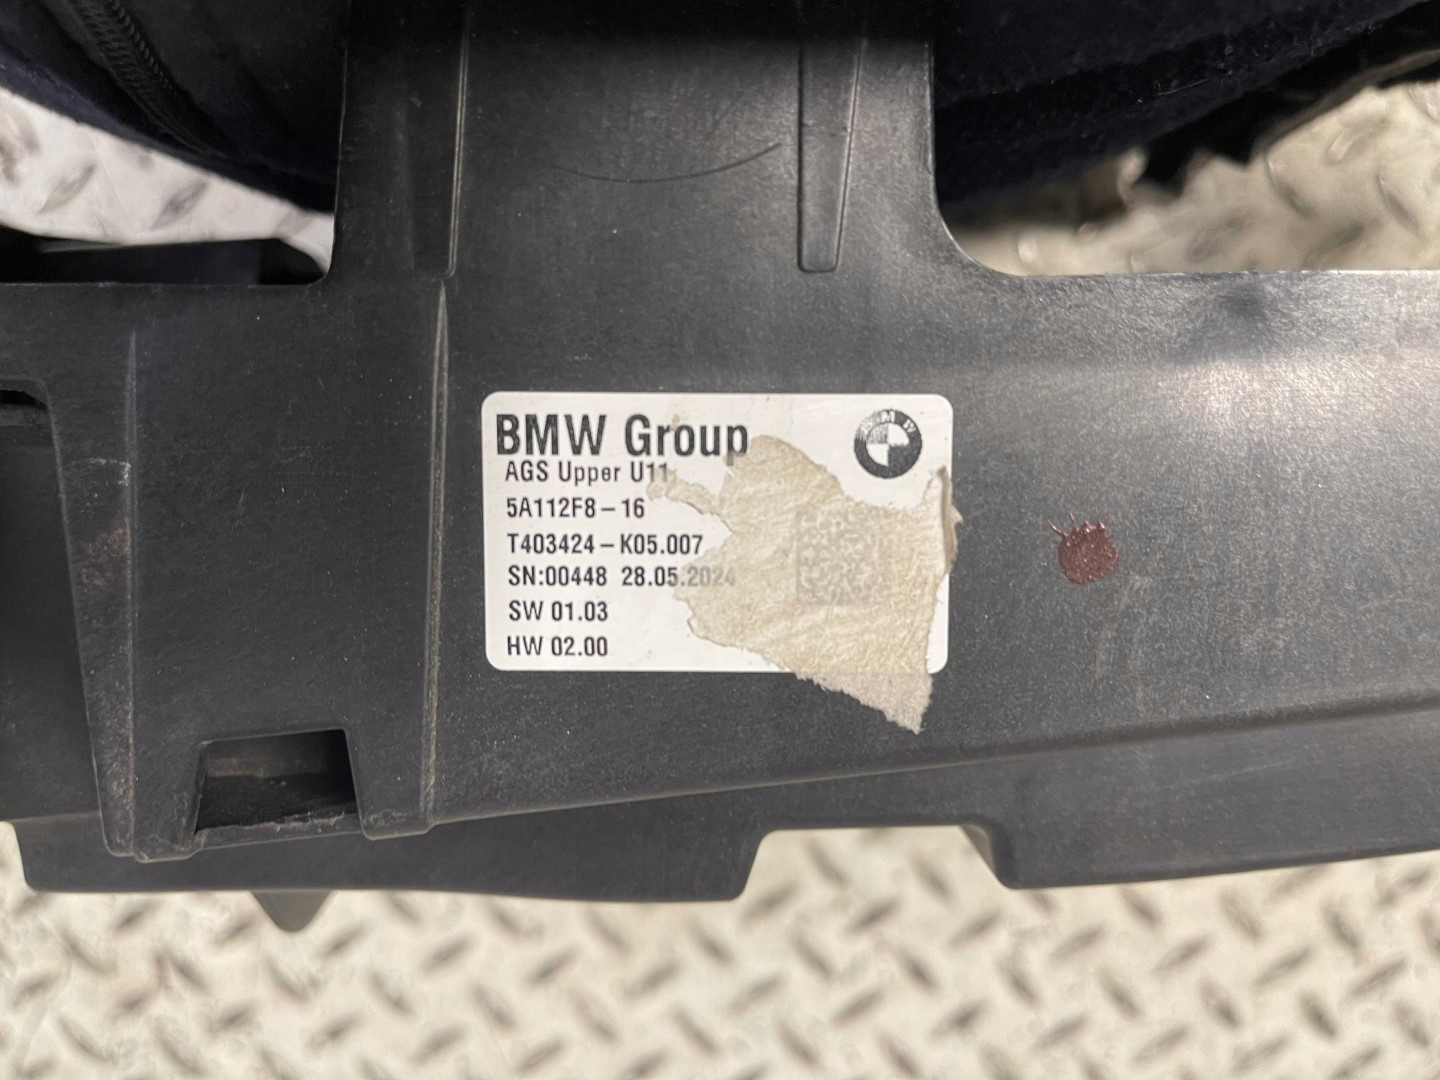 BMW Group
BMW
AGS Upper U11
5A112F8-16
T403424-K05.007
SN:00448 28.05.2024
SW 01.03
HW 02.00